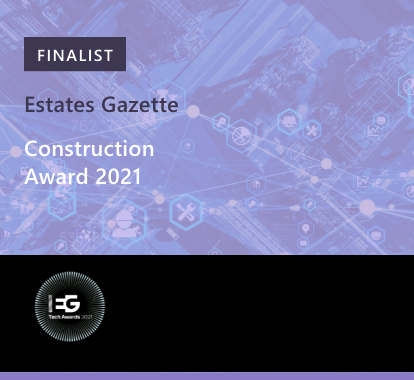 FINALIST
Estates Gazette
Construction
Award 2021
EG
Tech Awards 2021